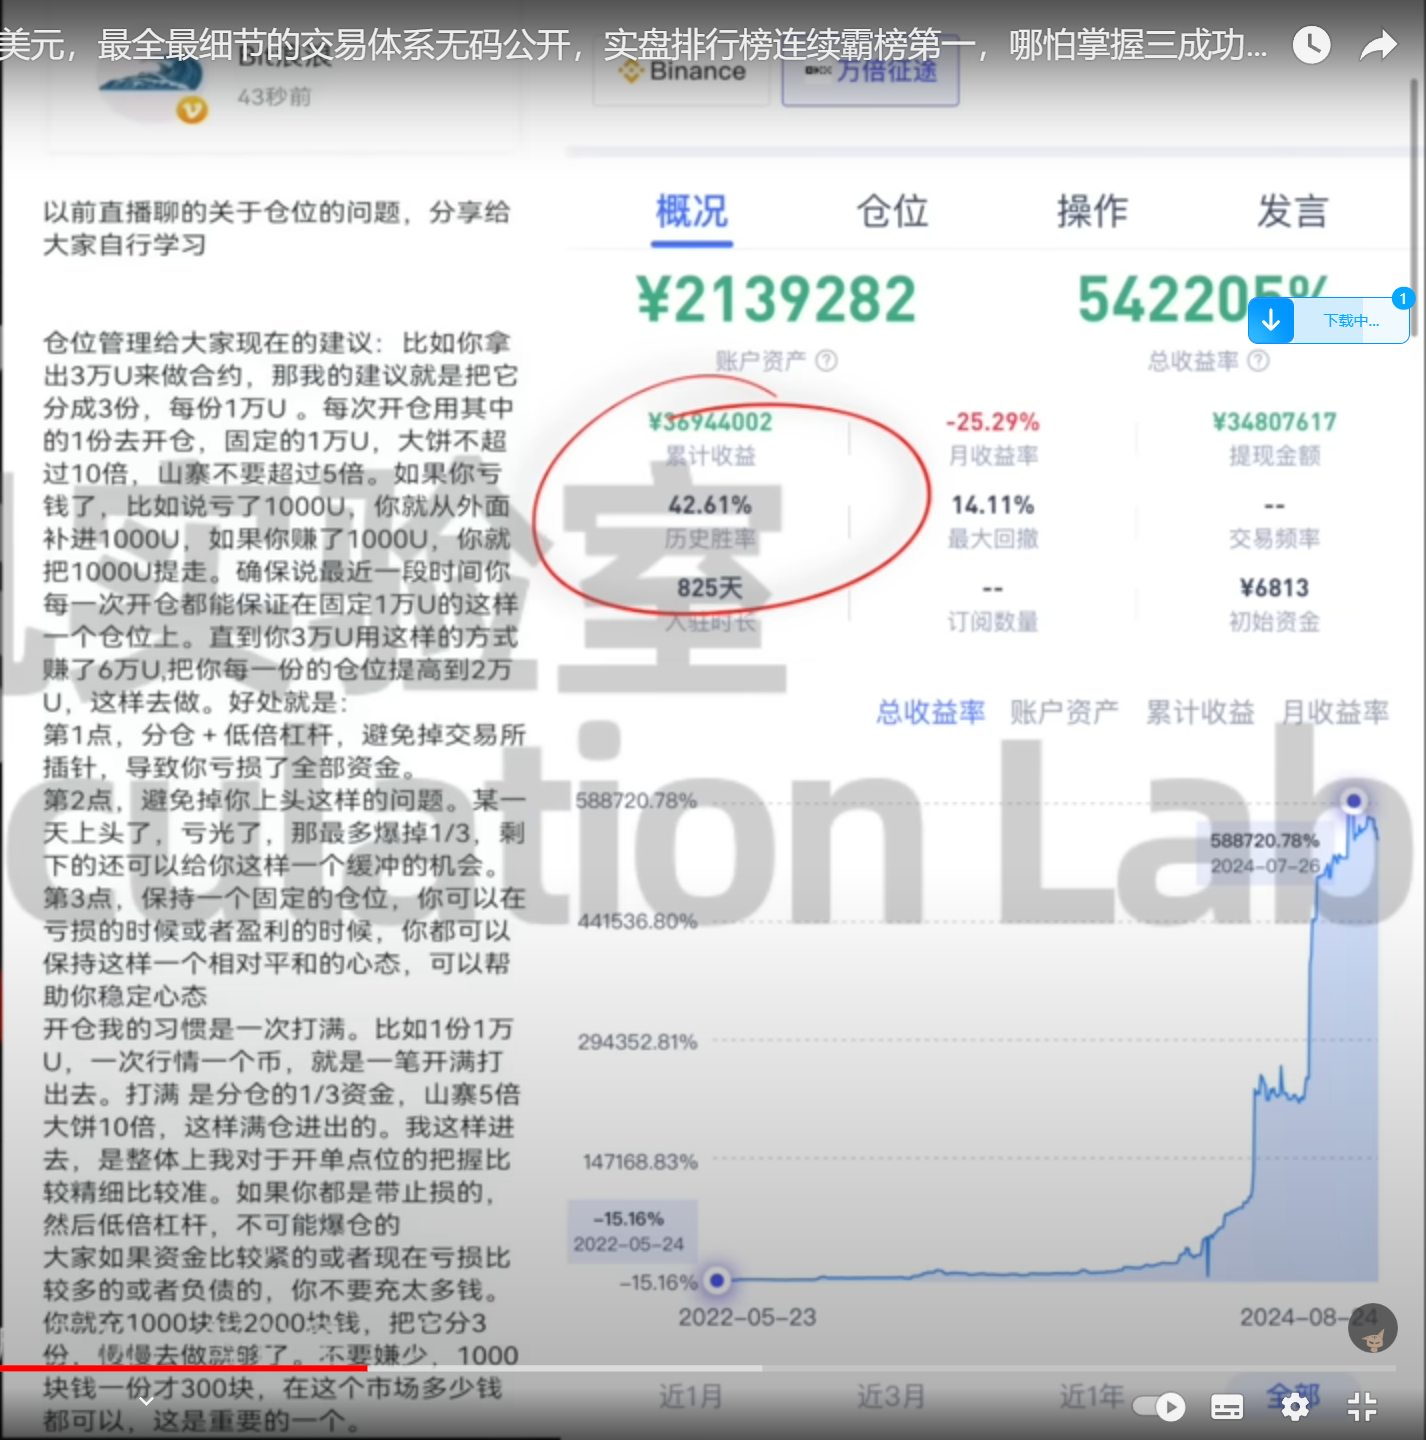 美元，最全最细节的交易体系无码公开，实盘排行榜连续霸榜第一，哪怕掌握三成功...
Bit浪浪
43秒前
Binance
万倍征途
以前直播聊的关于仓位的问题，分享给
大家自行学习
仓位管理给大家现在的建议：比如你拿
出3万U来做合约，那我的建议就是把它
分成3份，每份1万U 。每次开仓用其中
的1份去开仓，固定的1万U，大饼不超
过10倍，山寨不要超过5倍。如果你亏
钱了，比如说亏了1000U，你就从外面
补进1000U，如果你赚了1000U，你就
把1000U提走。确保说最近一段时间你
每一次开仓都能保证在固定1万U的这样
一个仓位上。直到你3万U用这样的方式
赚了6万U,把你每一份的仓位提高到2万
U，这样去做。好处就是：
第1点，分仓 + 低倍杠杆，避免掉交易所
插针，导致你亏损了全部资金。
第2点，避免掉你上头这样的问题。某一
天上头了，亏光了，那最多爆掉1/3，剩
下的还可以给你这样一个缓冲的机会。
第3点，保持一个固定的仓位，你可以在
亏损的时候或者盈利的时候，你都可以
保持这样一个相对平和的心态，可以帮
助你稳定心态
开仓我的习惯是一次打满。比如1份1万
U，一次行情一个币，就是一笔开满打
出去。打满 是分仓的1/3资金，山寨5倍
大饼10倍，这样满仓进出的。我这样进
去，是整体上我对于开单点位的把握比
较精细比较准。如果你都是带止损的，
然后低倍杠杆，不可能爆仓的
大家如果资金比较紧的或者现在亏损比
较多的或者负债的，你不要充太多钱。
你就充1000块钱2000块钱，把它分3
份，慢慢去做就够了。不要嫌少，1000
块钱一份才300块，在这个市场多少钱
都可以，这是重要的一个。
概况 仓位 操作 发言
¥2139282 542205%
账户资产 总收益率
下载中...
1
¥36944002 -25.29% ¥34807617
累计收益 月收益率 提现金额
42.61% 14.11% --
历史胜率 最大回撤 交易频率
825天 -- ¥6813
入驻时长 订阅数量 初始资金
实验室
culation Lab
总收益率 账户资产 累计收益 月收益率
588720.78%
588720.78%
2024-07-26
441536.80%
294352.81%
147168.83%
-15.16%
2022-05-24
-15.16%
2022-05-23 2024-08-24
近1月 近3月 近1年 全部